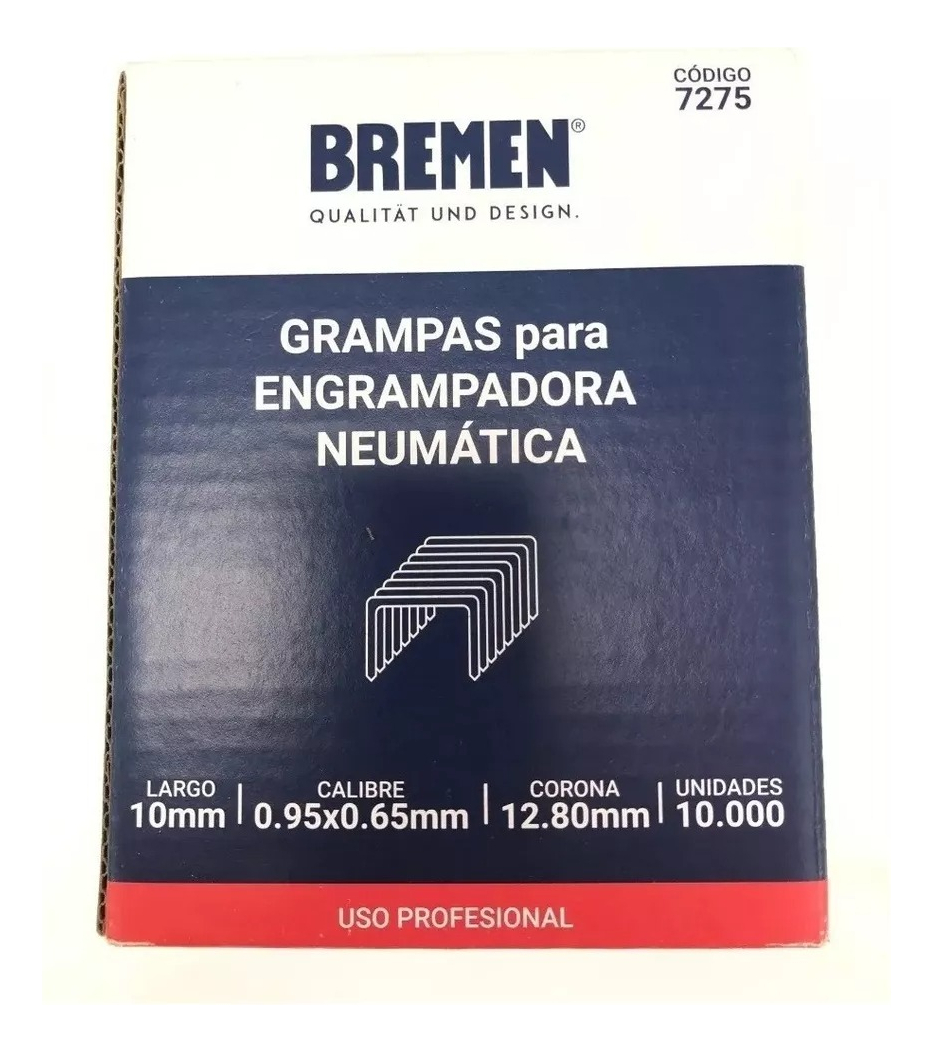 CÓDIGO
7275
BREMEN®
QUALITÄT UND DESIGN.
GRAMPAS para
ENGRAMPADORA
NEUMÁTICA
LARGO | CALIBRE | CORONA | UNIDADES
10mm | 0.95x0.65mm | 12.80mm | 10.000
USO PROFESIONAL